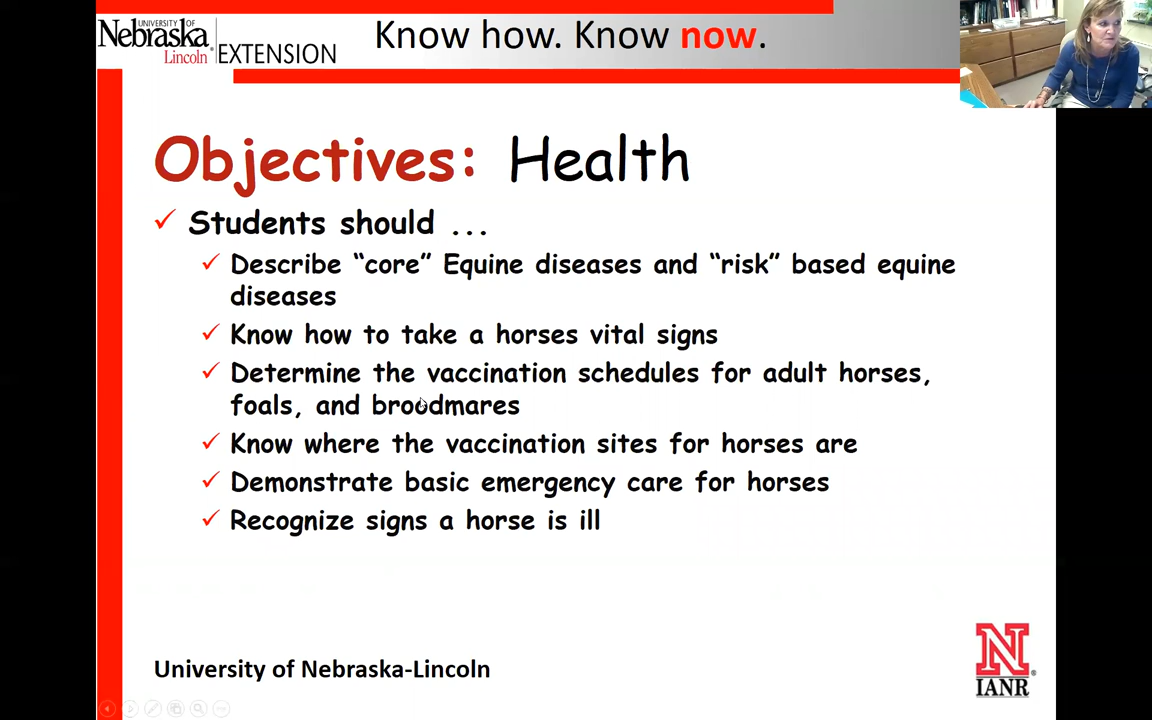 UNIVERSITY OF
Nebraska
Lincoln
EXTENSION
Know how. Know now.
Objectives: Health
Students should ...
Describe “core” Equine diseases and “risk” based equine
diseases
Know how to take a horses vital signs
Determine the vaccination schedules for adult horses,
foals, and broodmares
Know where the vaccination sites for horses are
Demonstrate basic emergency care for horses
Recognize signs a horse is ill
University of Nebraska-Lincoln
N
IANR